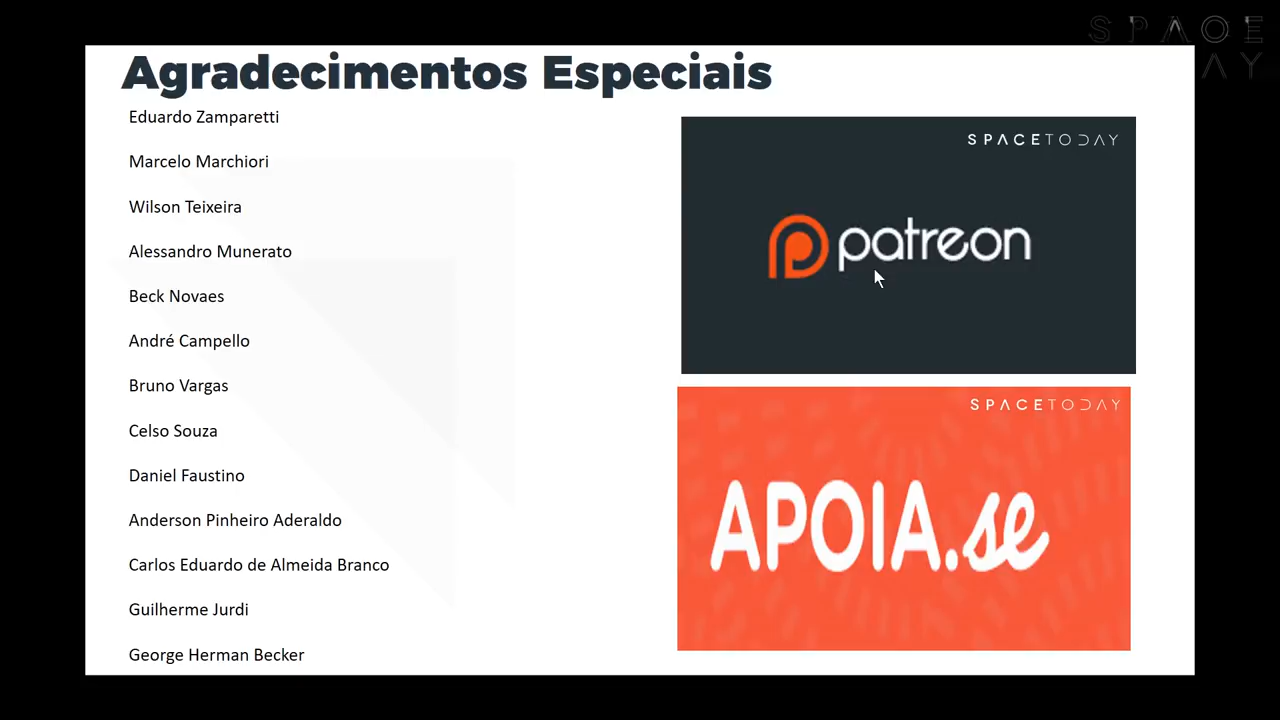 SPACE
TODAY
Agradecimentos Especiais
Eduardo Zamparetti
Marcelo Marchiori
Wilson Teixeira
Alessandro Munerato
Beck Novaes
André Campello
Bruno Vargas
Celso Souza
Daniel Faustino
Anderson Pinheiro Aderaldo
Carlos Eduardo de Almeida Branco
Guilherme Jurdi
George Herman Becker
SPACETODAY
patreon
SPACETODAY
APOIA.se